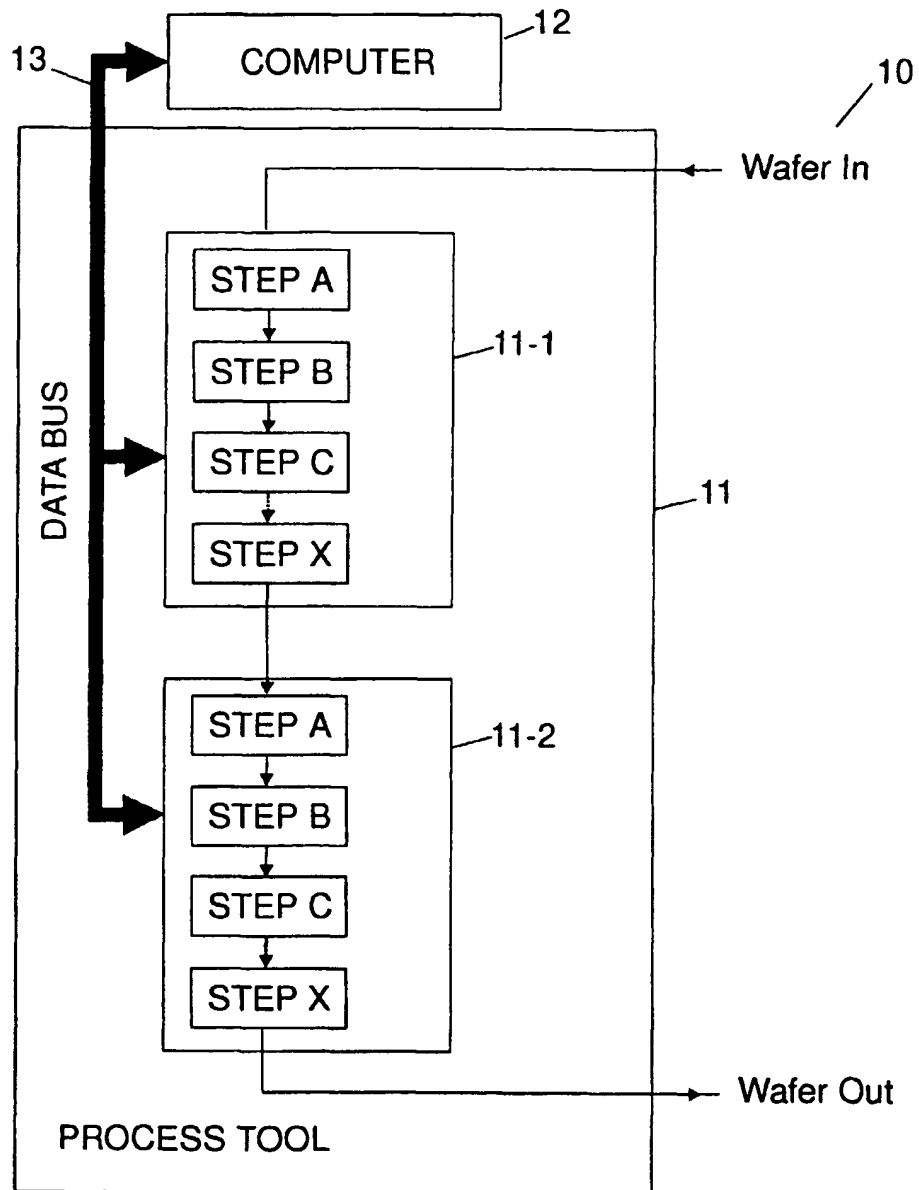 12
13
COMPUTER
10
Wafer In
STEP A
STEP B
11-1
STEP C
STEP X
DATA BUS
11
STEP A
11-2
STEP B
STEP C
STEP X
Wafer Out
PROCESS TOOL